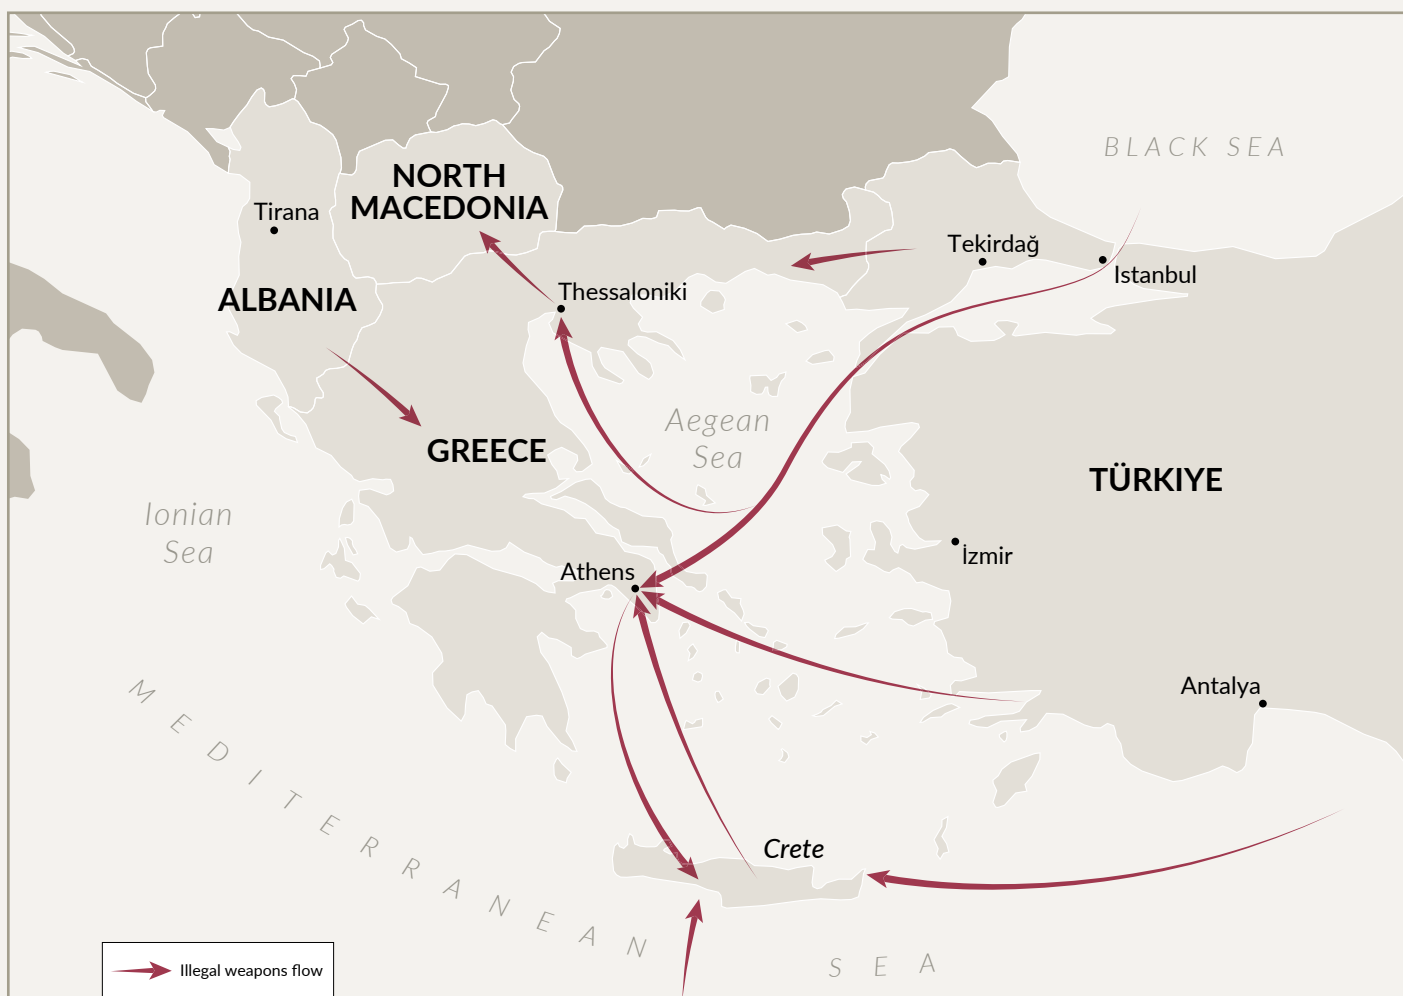 BLACK SEA
NORTH
MACEDONIA
Tirana
Tekirdağ
Istanbul
Thessaloniki
ALBANIA
Aegean
Sea
GREECE
TÜRKIYE
Ionian
Sea
İzmir
Athens
Antalya
Crete
MEDITERRANEAN SEA
Illegal weapons flow